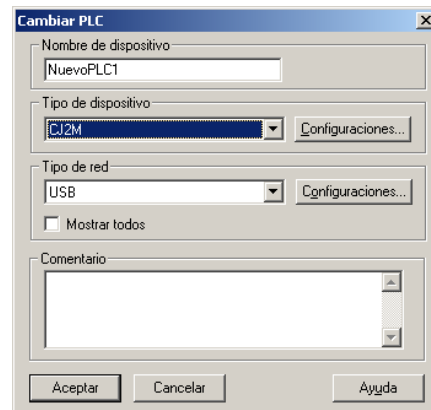 Cambiar PLC
Nombre de dispositivo
NuevoPLC1
Tipo de dispositivo
CJ2M
Configuraciones...
Tipo de red
USB
Configuraciones...
Mostrar todos
Comentario
Aceptar
Cancelar
Ayuda